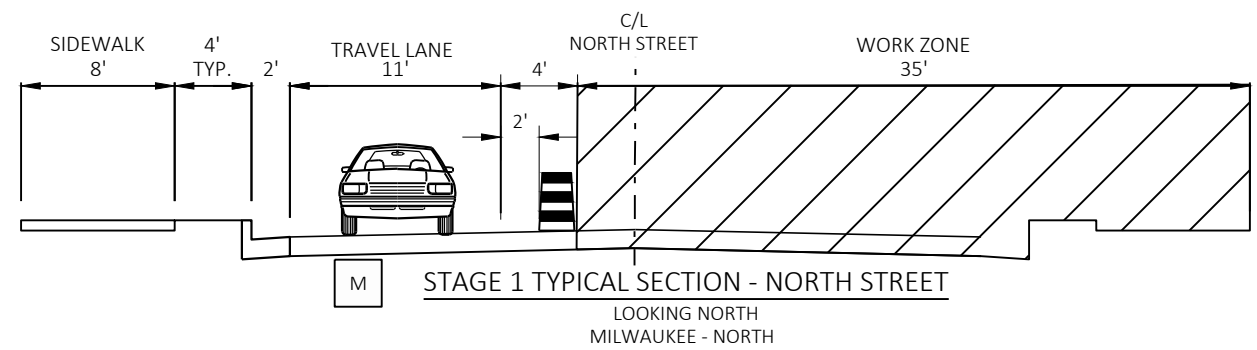 C/L
NORTH STREET
SIDEWALK
8'
4'
TYP.
2'
TRAVEL LANE
11'
4'
WORK ZONE
35'
2'
M
STAGE 1 TYPICAL SECTION - NORTH STREET
LOOKING NORTH
MILWAUKEE - NORTH